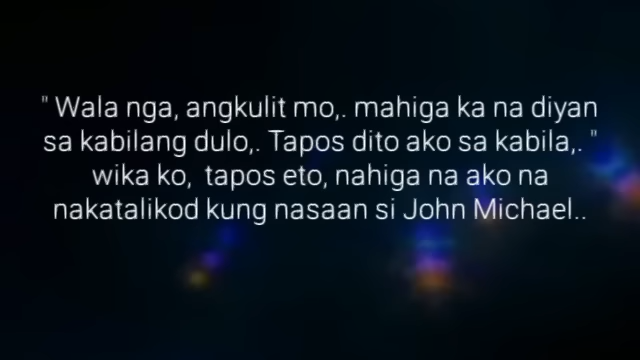 " Wala nga, angkulit mo,. mahiga ka na diyan
sa kabilang dulo,. Tapos dito ako sa kabila,. "
wika ko,  tapos eto, nahiga na ako na
nakatalikod kung nasaan si John Michael..